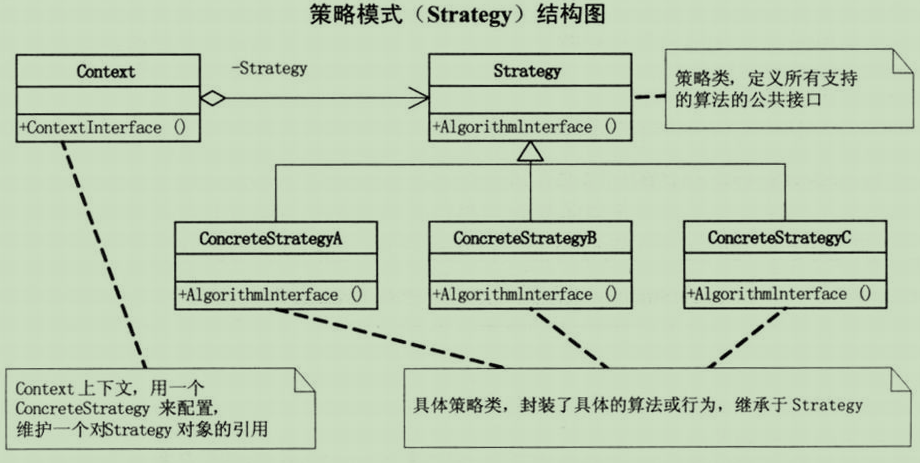 策略模式（Strategy）结构图
Context
-Strategy
Strategy
策略类，定义所有支持
的算法的公共接口
+ContextInterface ()
+AlgorithmInterface ()
ConcreteStrategyA
ConcreteStrategyB
ConcreteStrategyC
+AlgorithmInterface ()
+AlgorithmInterface ()
+AlgorithmInterface ()
Context 上下文，用一个
ConcreteStrategy 来配置，
维护一个对Strategy 对象的引用
具体策略类，封装了具体的算法或行为，继承于 Strategy